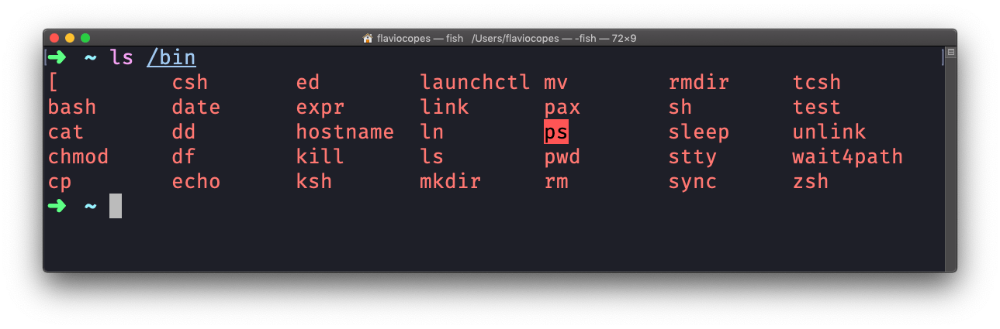 flaviocopes — fish /Users/flaviocopes — -fish — 72×9
➜ ~ ls /bin
[ csh ed launchctl mv rmdir tcsh
bash date expr link pax sh test
cat dd hostname ln ps sleep unlink
chmod df kill ls pwd stty wait4path
cp echo ksh mkdir rm sync zsh
➜ ~